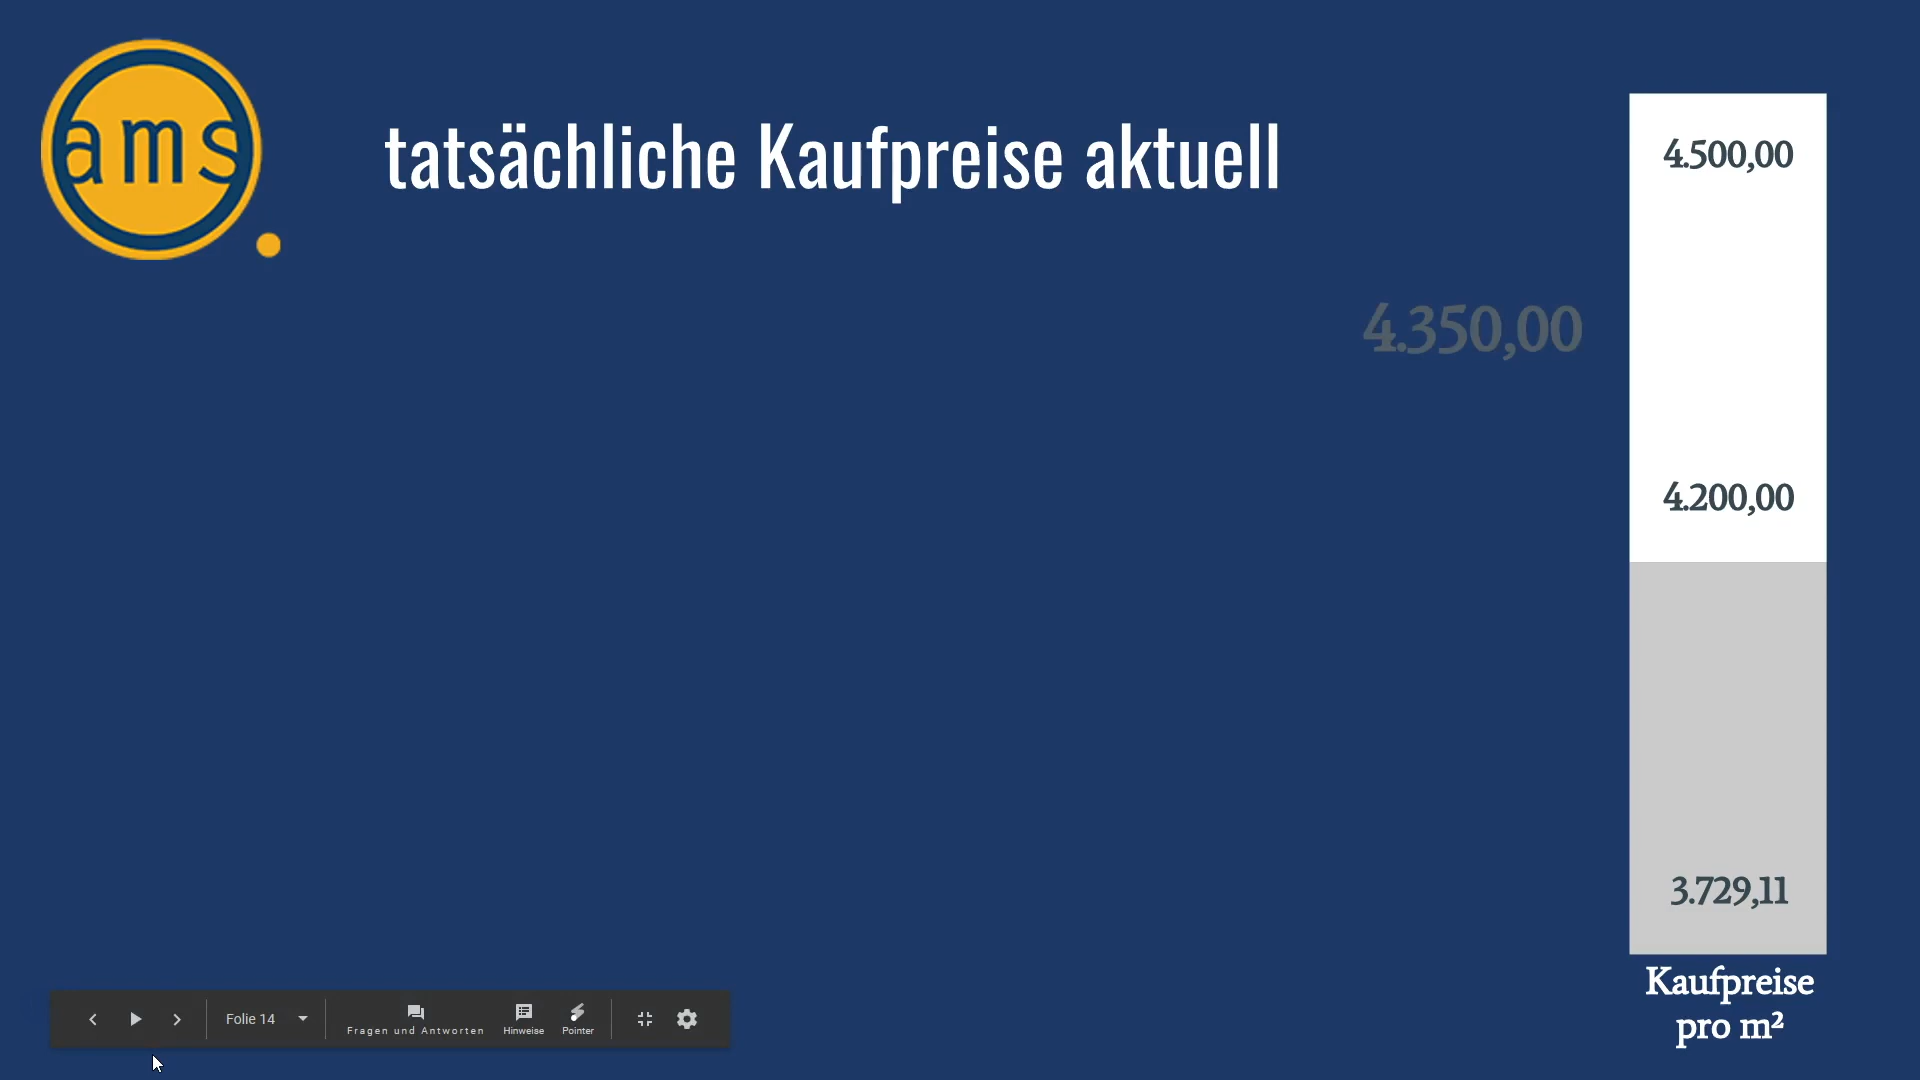 ams
tatsächliche Kaufpreise aktuell
4.500,00
4.350,00
4.200,00
3.729,11
Kaufpreise
pro m²
Folie 14
Fragen und Antworten
Hinweise
Pointer